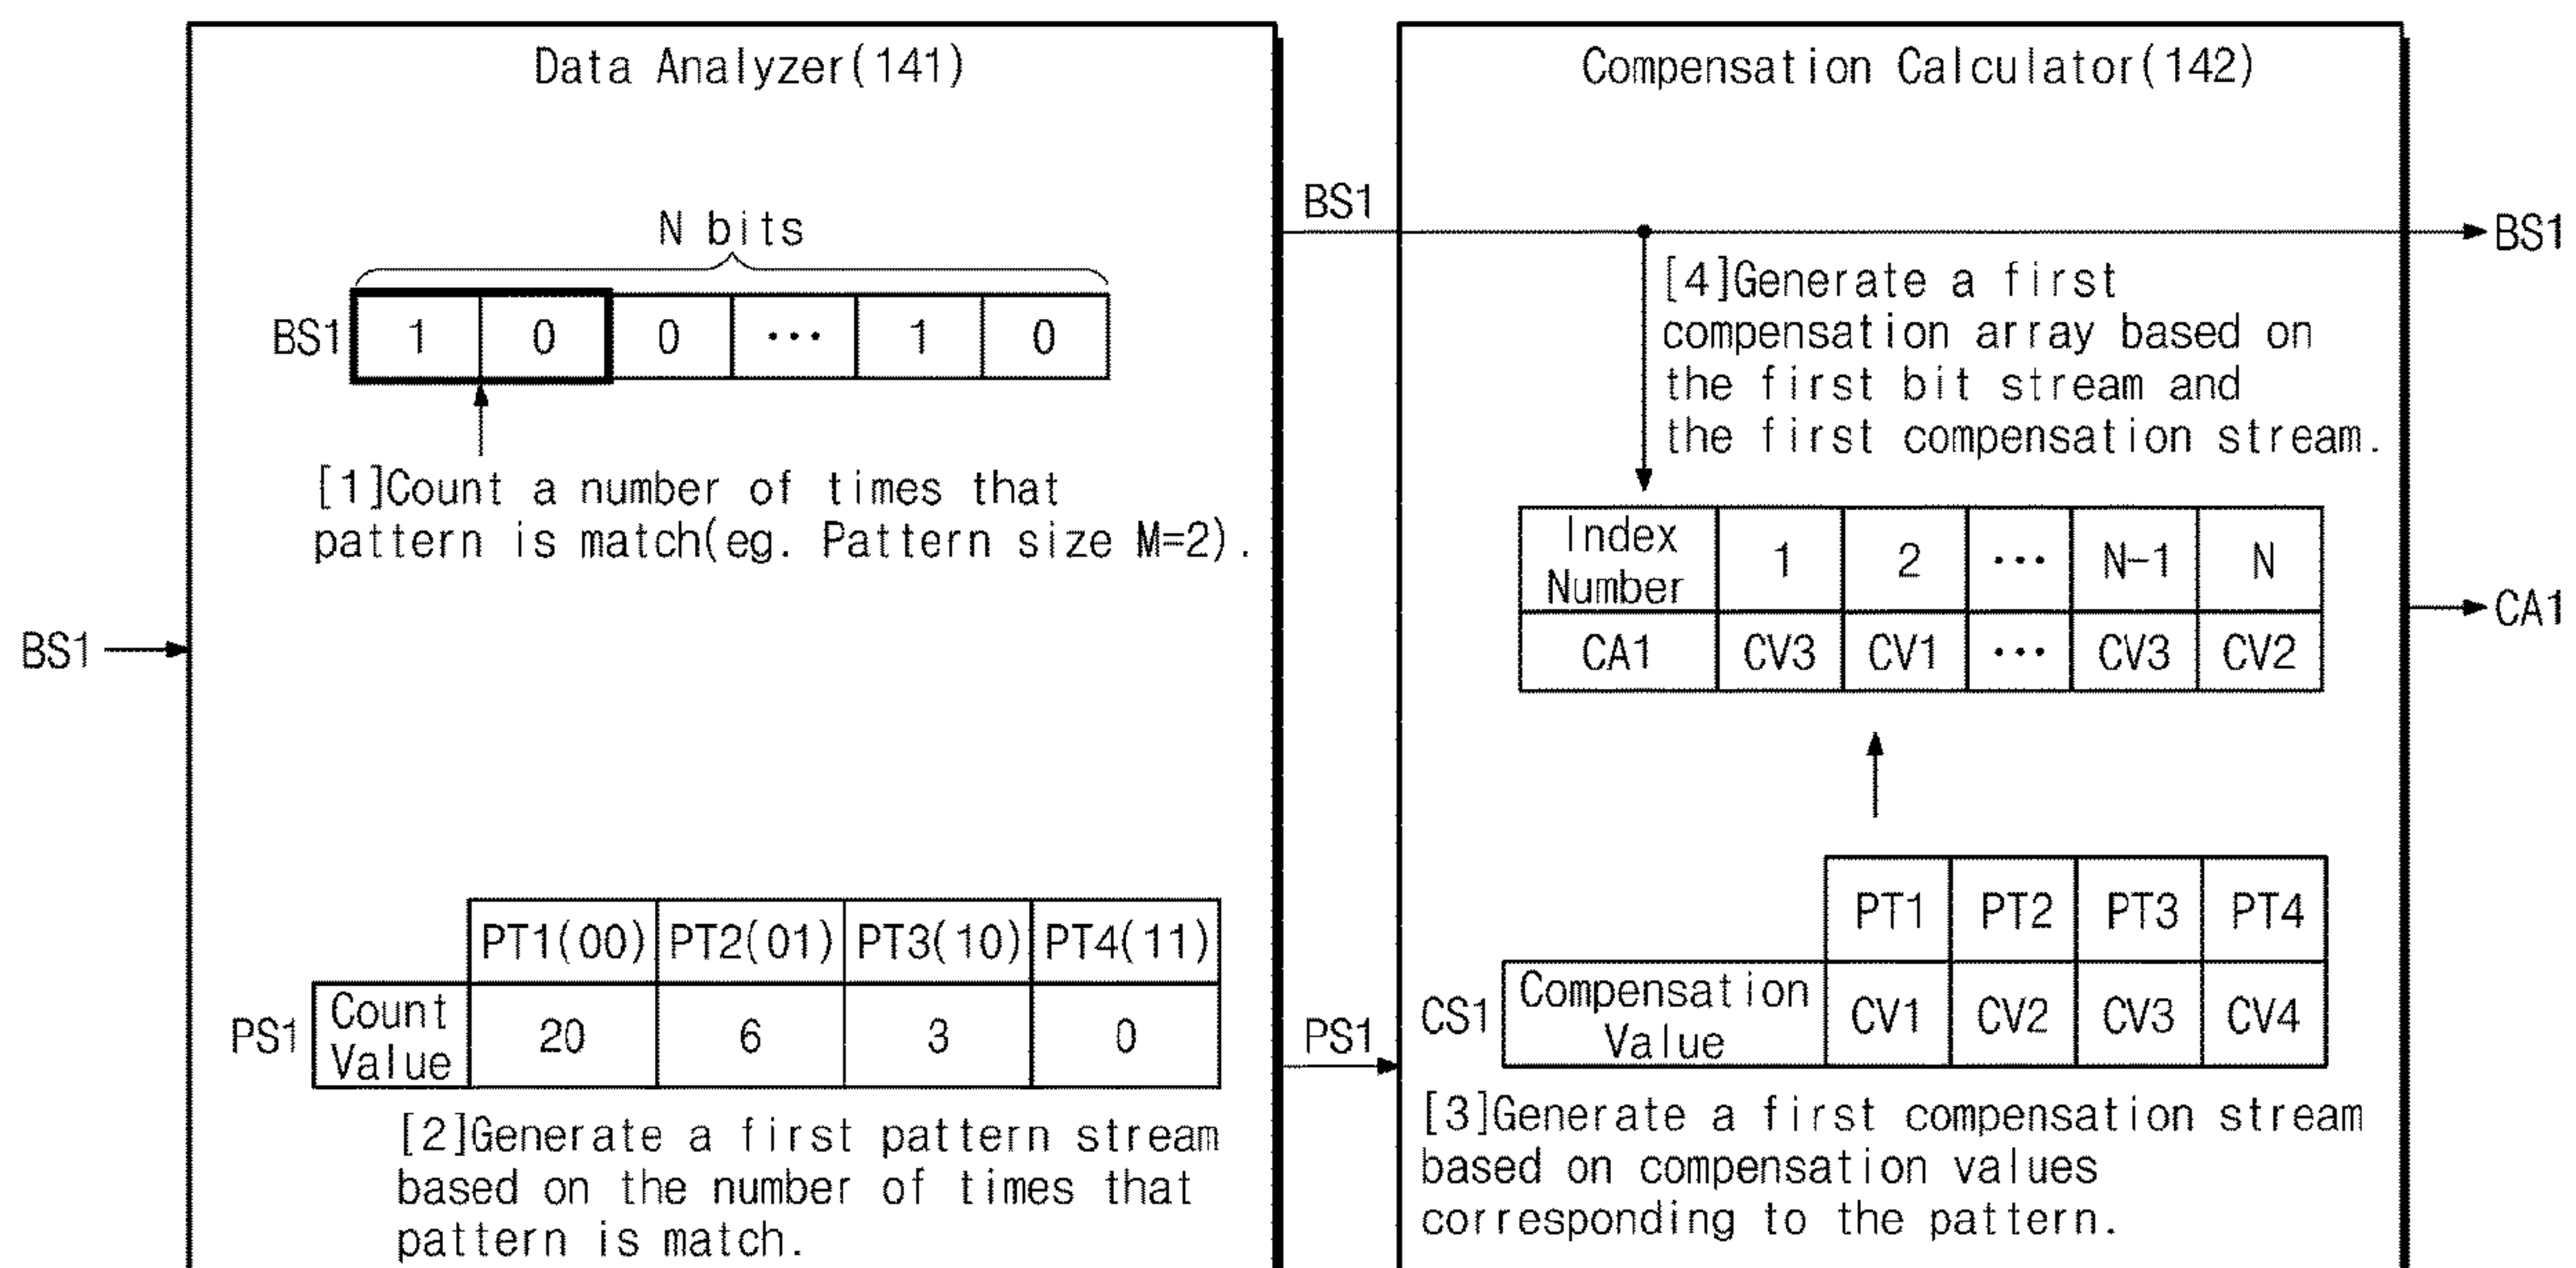 Data Analyzer(141)
N bits
BS1 1 0 0 ··· 1 0
[1]Count a number of times that
pattern is match(eg. Pattern size M=2).
BS1
PT1(00) PT2(01) PT3(10) PT4(11)
PS1 Count Value 20 6 3 0
[2]Generate a first pattern stream
based on the number of times that
pattern is match.
BS1
PS1
Compensation Calculator(142)
BS1
[4]Generate a first
compensation array based on
the first bit stream and
the first compensation stream.
Index Number 1 2 ··· N-1 N
CA1 CV3 CV1 ··· CV3 CV2
CA1
PT1 PT2 PT3 PT4
CS1 Compensation Value CV1 CV2 CV3 CV4
[3]Generate a first compensation stream
based on compensation values
corresponding to the pattern.